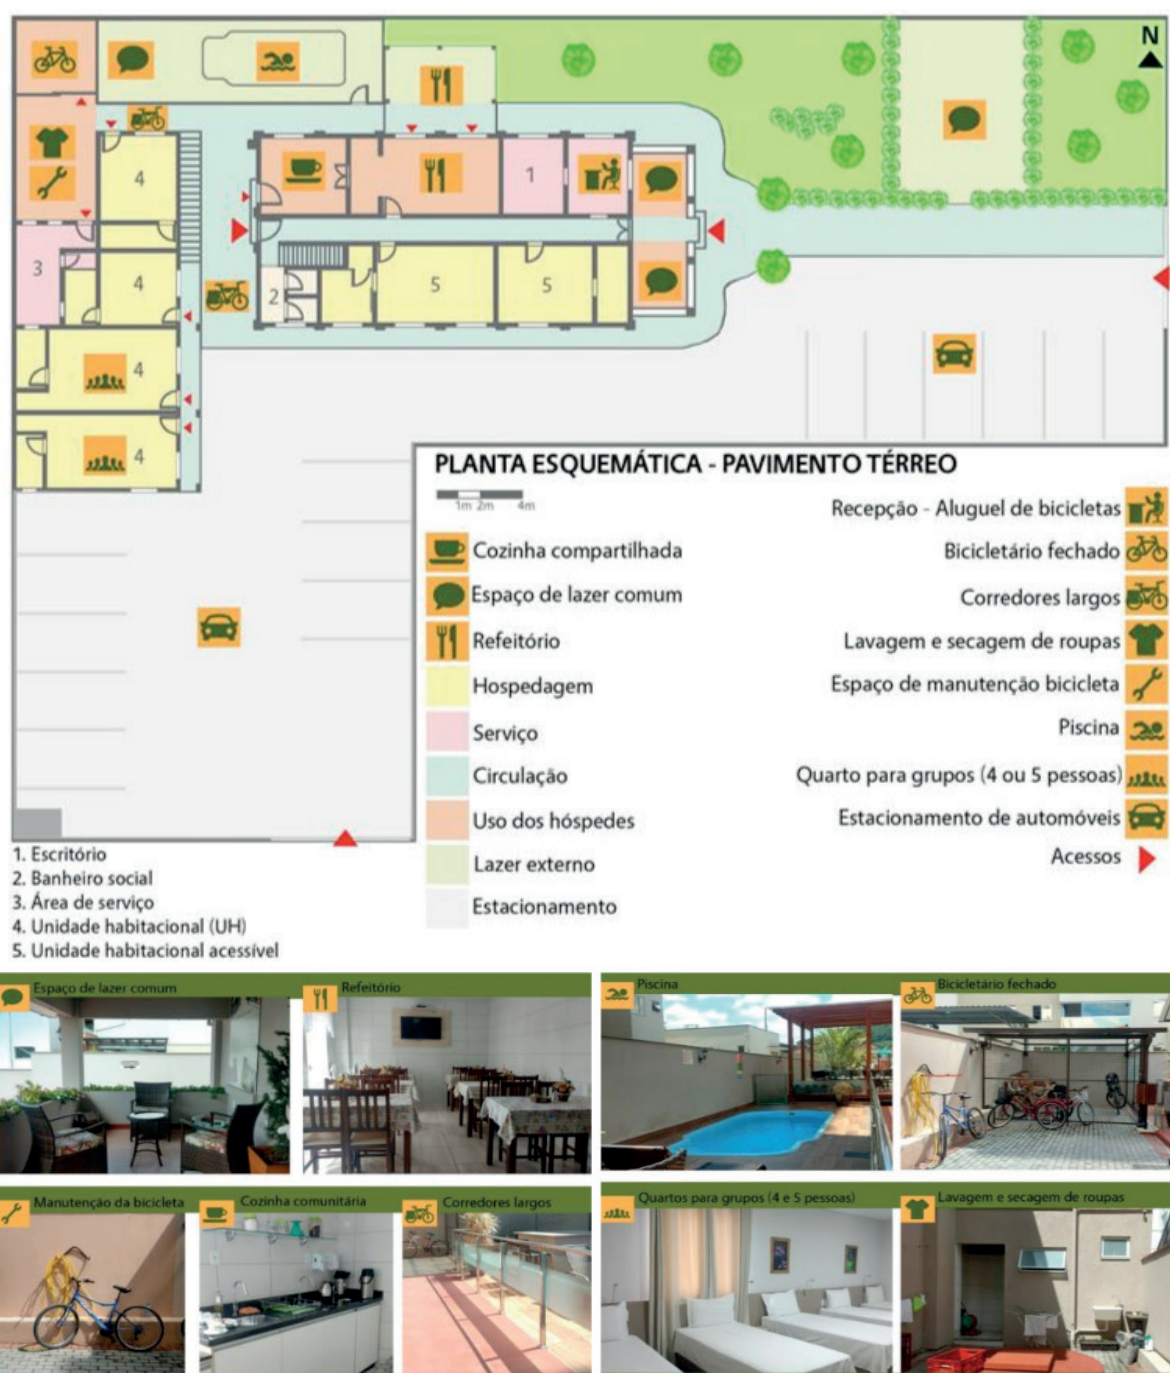 N
4
1
3
4
2
5
5
4
4
PLANTA ESQUEMÁTICA - PAVIMENTO TÉRREO
1m 2m 4m
Cozinha compartilhada
Espaço de lazer comum
Refeitório
Hospedagem
Serviço
Circulação
Uso dos hóspedes
Lazer externo
Estacionamento
Recepção - Aluguel de bicicletas
Bicicletário fechado
Corredores largos
Lavagem e secagem de roupas
Espaço de manutenção bicicleta
Piscina
Quarto para grupos (4 ou 5 pessoas)
Estacionamento de automóveis
Acessos
1. Escritório
2. Banheiro social
3. Área de serviço
4. Unidade habitacional (UH)
5. Unidade habitacional acessível
Espaço de lazer comum
Refeitório
Piscina
Bicicletário fechado
Manutenção da bicicleta
Cozinha comunitária
Corredores largos
Quartos para grupos (4 e 5 pessoas)
Lavagem e secagem de roupas